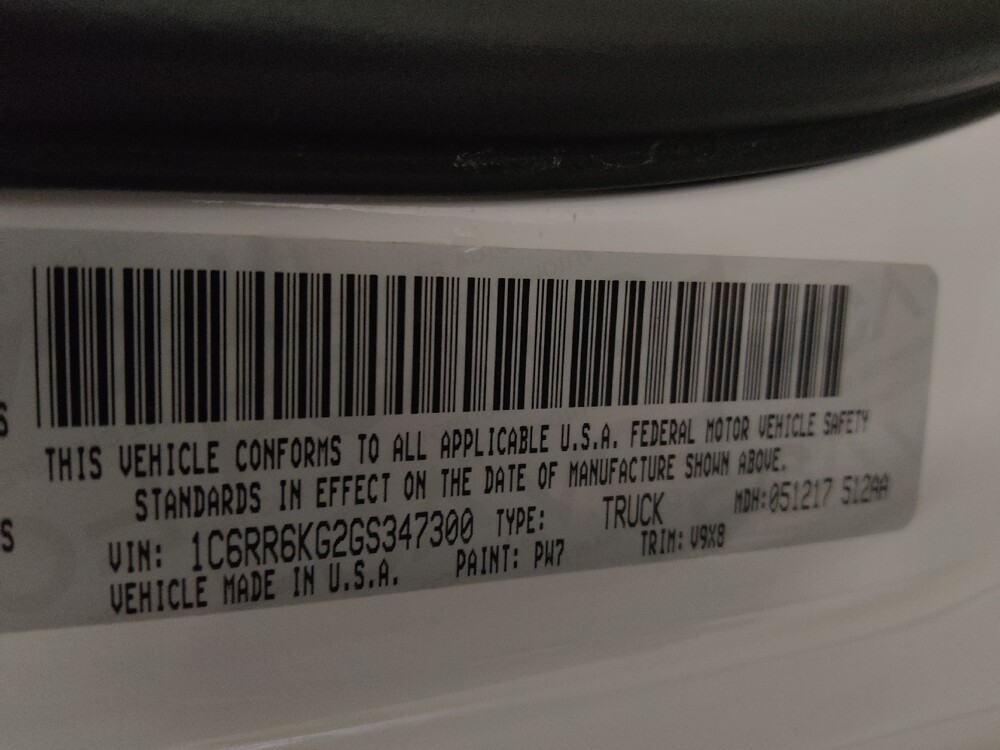 THIS VEHICLE CONFORMS TO ALL APPLICABLE U.S.A. FEDERAL MOTOR VEHICLE SAFETY
STANDARDS IN EFFECT ON THE DATE OF MANUFACTURE SHOWN ABOVE.
VIN: 1C6RR6KG2GS347300 TYPE: TRUCK MDH:051217 512AA
VEHICLE MADE IN U.S.A. PAINT: PW7 TRIM: V9X8